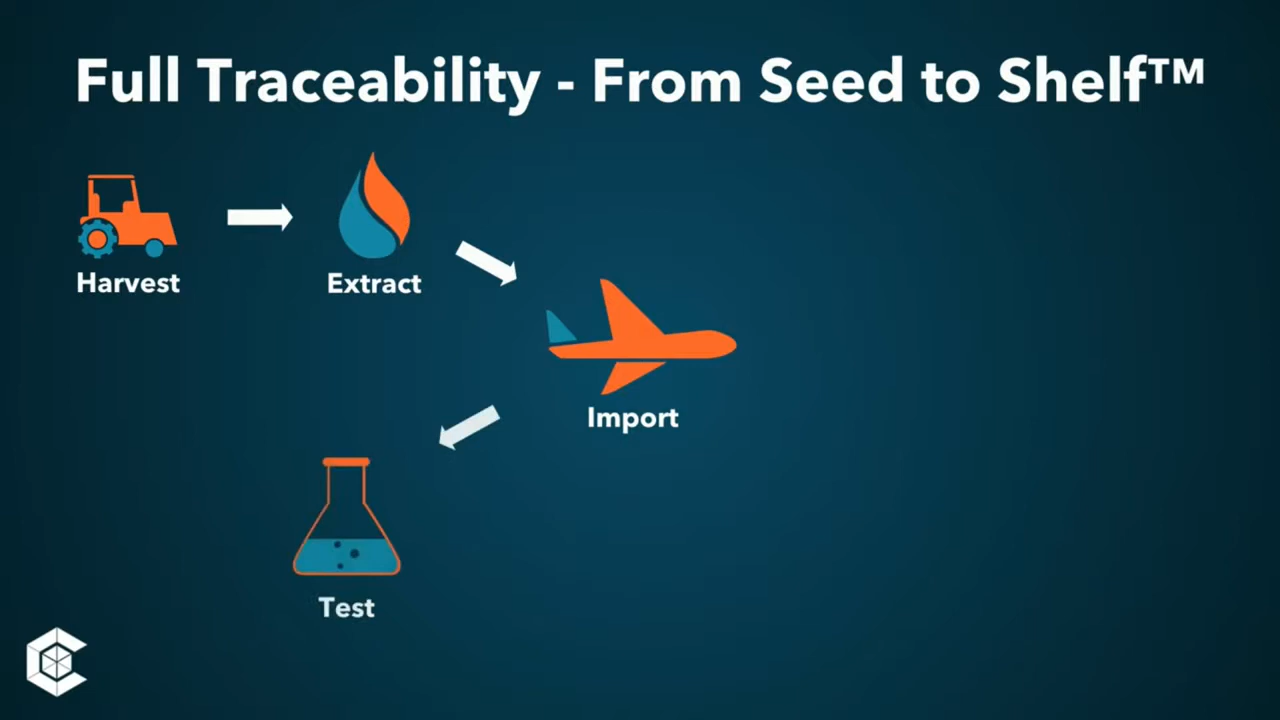 Full Traceability - From Seed to Shelf™
Harvest
Extract
Import
Test